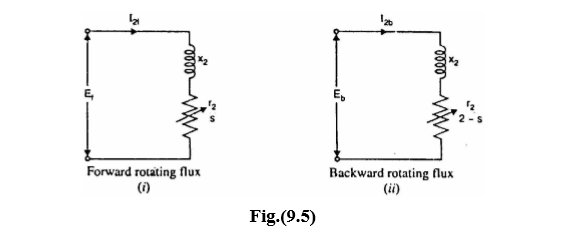 I2f
x2
Ef
r2
s
Forward rotating flux
(i)
I2b
x2
Eb
r2
2 - s
Backward rotating flux
(ii)
Fig.(9.5)